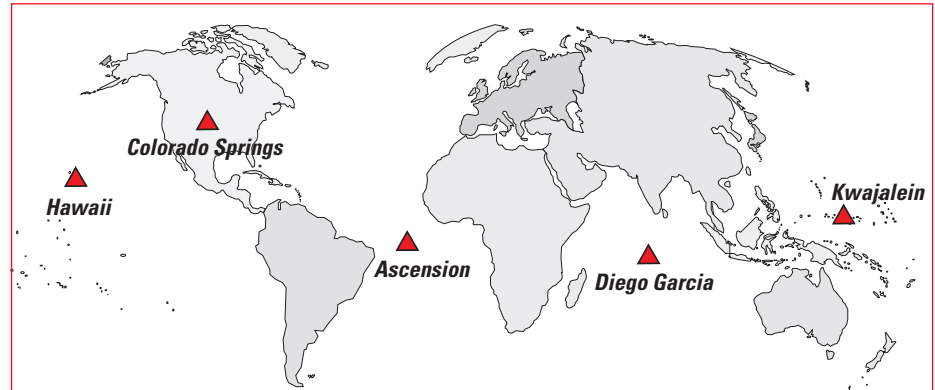 Colorado Springs
Hawaii
Kwajalein
Ascension
Diego Garcia